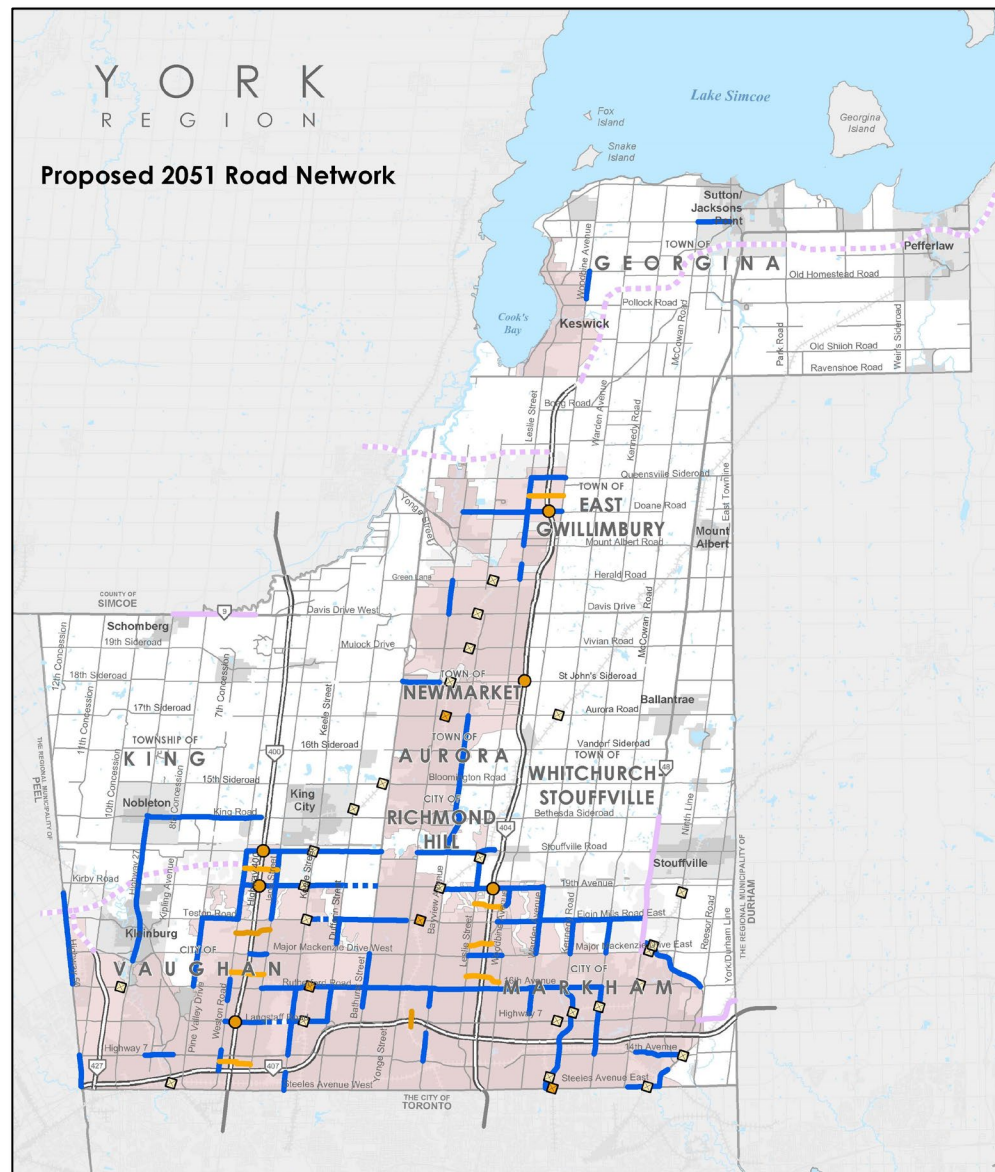 YORK
REGION
Proposed 2051 Road Network
Lake Simcoe
Fox
Island
Snake
Island
Georgina
Island
Sutton/
Jacksons
Point
TOWN OF
GEORGINA
Pefferlaw
Old Homestead Road
Woodbine Avenue
Pollock Road
Cook's
Bay
Keswick
McCowan Road
Park Road
Old Shiloh Road
Weir's Sideroad
Ravenshoe Road
Boag Road
Leslie Street
Warden Avenue
Kennedy Road
Queensville Sideroad
TOWN OF
EAST
GWILLIMBURY
Doane Road
East Townline
Yonge Street
Mount
Albert
Mount Albert Road
Green Lane
Herald Road
COUNTY OF
SIMCOE
9
Davis Drive West
Davis Drive
Schomberg
19th Sideroad
Mulock Drive
Vivian Road
McCowan Road
12th Concession
18th Sideroad
7th Concession
TOWN OF
NEWMARKET
St John's Sideroad
Ballantrae
Keele Street
17th Sideroad
Aurora Road
11th Concession
TOWNSHIP OF
KING
400
16th Sideroad
TOWN OF
AURORA
Vandorf Sideroad
TOWN OF
WHITCHURCH-
STOUFFVILLE
48
15th Sideroad
Bloomington Road
THE REGIONAL MUNICIPALITY OF
PEEL
10th Concession
Nobleton
8th Concession
King
City
CITY OF
RICHMOND
HILL
King Road
Bethesda Sideroad
404
Ninth Line
Stouffville Road
Stouffville
Highway 27
Kipling Avenue
Highway 400
Jane Street
Keele Street
Kirby Road
19th Avenue
THE REGIONAL MUNICIPALITY OF
DURHAM
Teston Road
Dufferin Street
Bayview Avenue
Elgin Mills Road East
Reesor Road
York/Durham Line
Kleinburg
Highway 50
CITY OF
VAUGHAN
Major Mackenzie Drive West
Leslie Street
Woodbine Avenue
Warden Avenue
Kennedy Road
Major Mackenzie Drive East
Rutherford Road
Bathurst Street
16th Avenue
CITY OF
MARKHAM
Pine Valley Drive
Weston Road
Langstaff Road
Highway 7
Highway 7
Yonge Street
14th Avenue
427
407
Steeles Avenue West
Steeles Avenue East
THE CITY OF
TORONTO